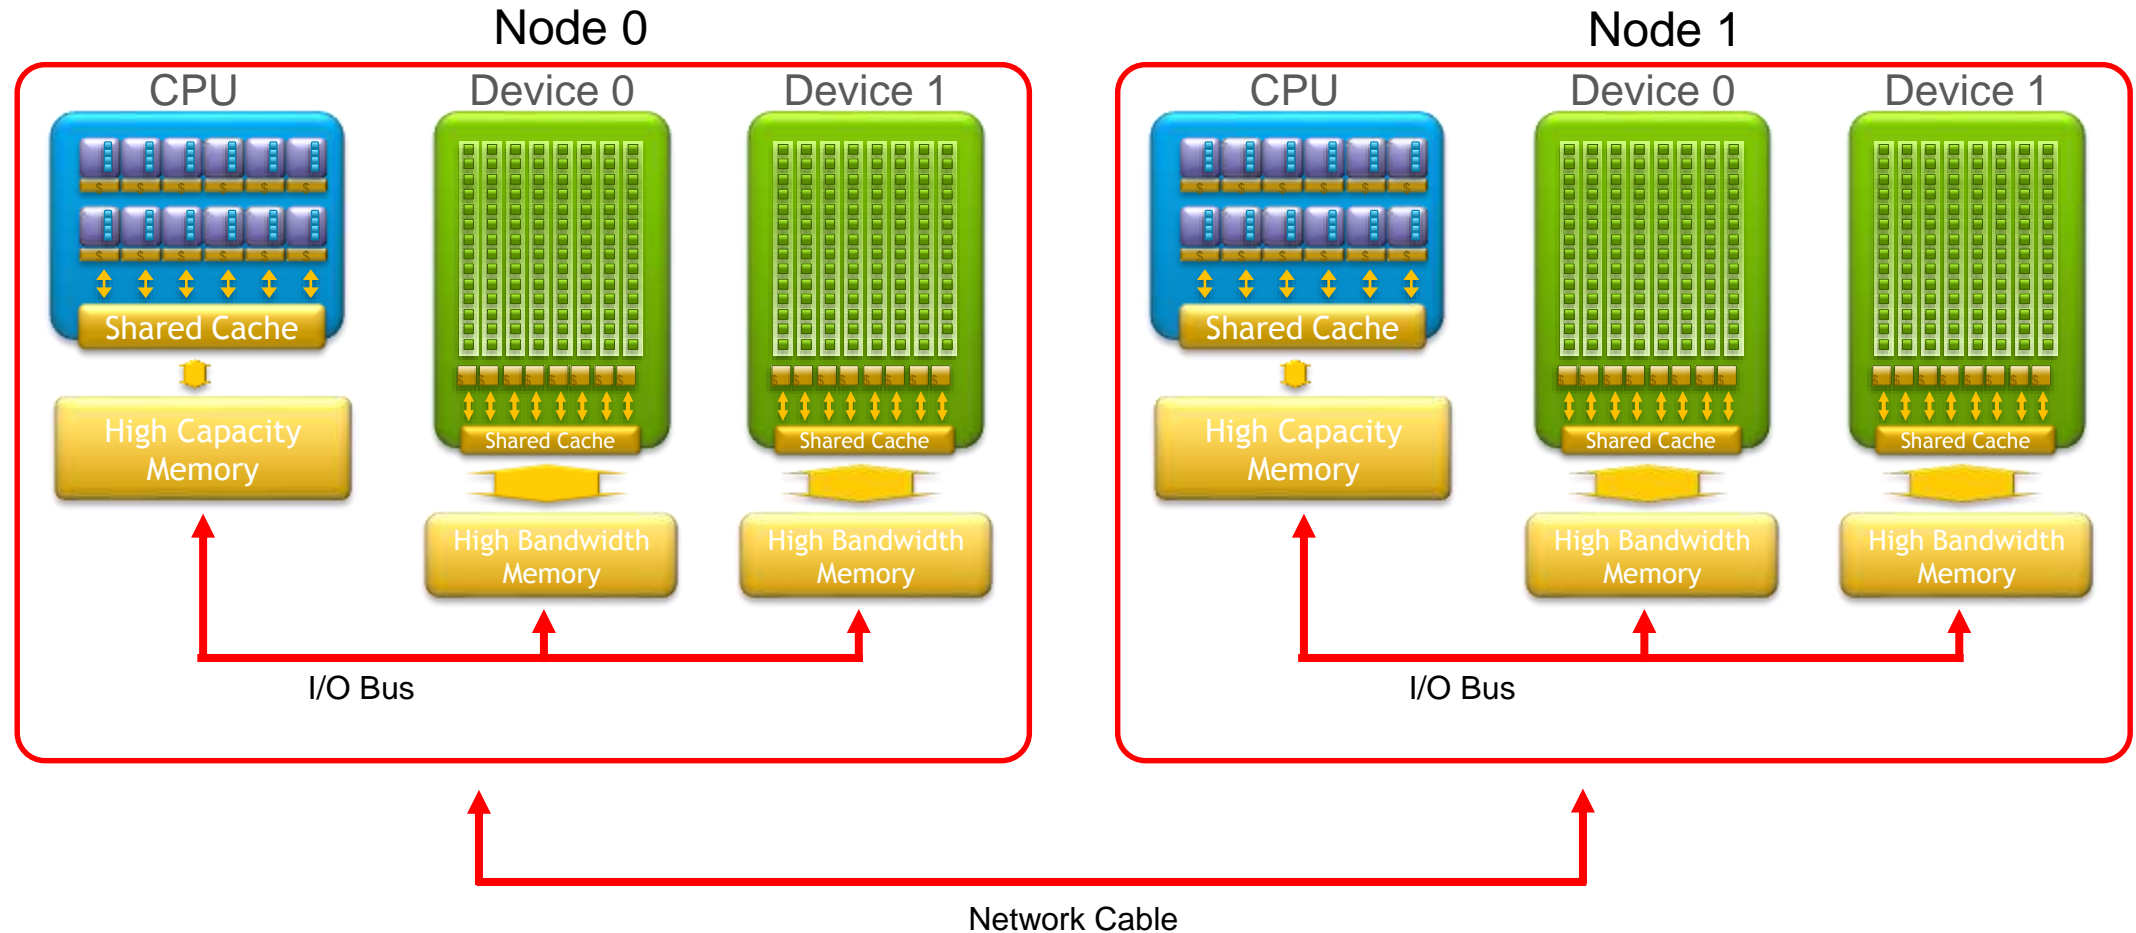 Node 0
Node 1
CPU
Device 0
Device 1
CPU
Device 0
Device 1
$ $ $ $ $ $
$ $ $ $ $ $
$ $ $ $ $ $
$ $ $ $ $ $
Shared Cache
Shared Cache
$ $ $ $ $ $ $ $
$ $ $ $ $ $ $ $
$ $ $ $ $ $ $ $
$ $ $ $ $ $ $ $
High Capacity
Memory
Shared Cache
Shared Cache
High Capacity
Memory
Shared Cache
Shared Cache
High Bandwidth
Memory
High Bandwidth
Memory
High Bandwidth
Memory
High Bandwidth
Memory
I/O Bus
I/O Bus
Network Cable